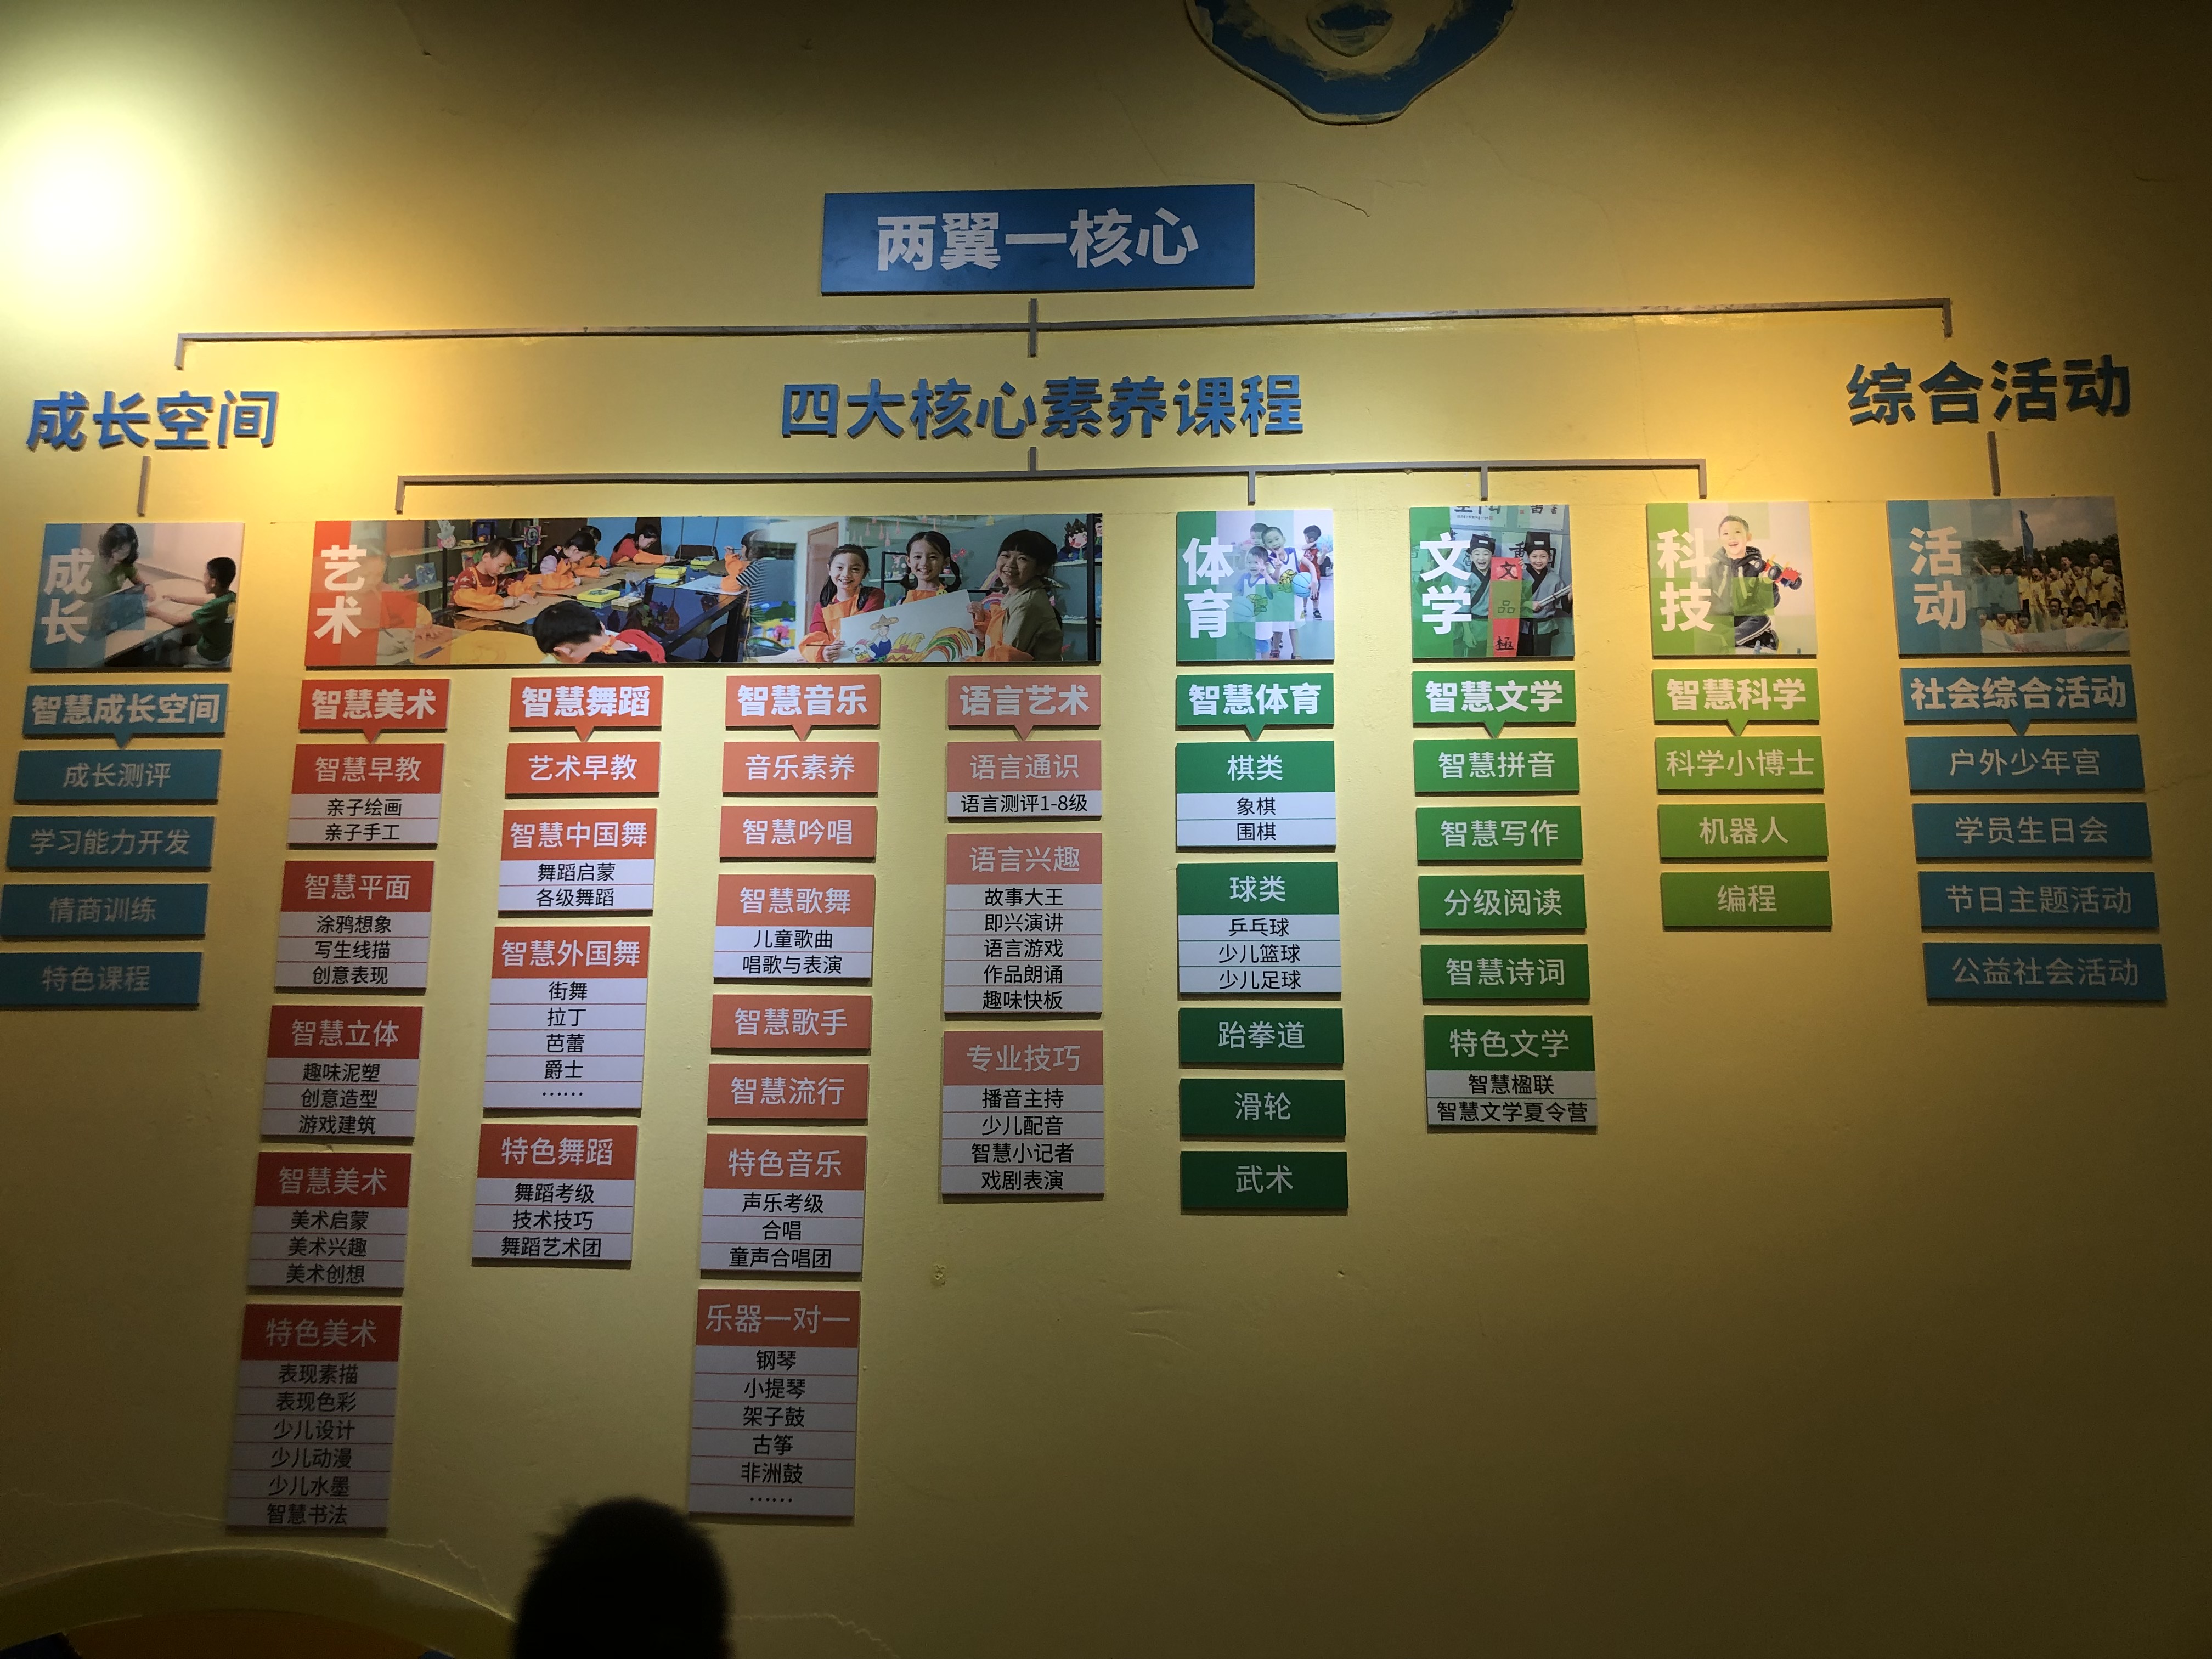 两翼一核心
成长空间
四大核心素养课程
综合活动
成长
智慧成长空间
成长测评
学习能力开发
情商训练
特色课程
艺术
智慧美术
智慧早教
亲子绘画
亲子手工
智慧平面
涂鸦想象
写生线描
创意表现
智慧立体
趣味泥塑
创意造型
游戏建筑
智慧美术
美术启蒙
美术兴趣
美术创想
特色美术
表现素描
表现色彩
少儿设计
少儿动漫
少儿水墨
智慧书法
智慧舞蹈
艺术早教
智慧中国舞
舞蹈启蒙
各级舞蹈
智慧外国舞
街舞
拉丁
芭蕾
爵士
……
特色舞蹈
舞蹈考级
技术技巧
舞蹈艺术团
智慧音乐
音乐素养
智慧吟唱
智慧歌舞
儿童歌曲
唱歌与表演
智慧歌手
智慧流行
特色音乐
声乐考级
合唱
童声合唱团
乐器一对一
钢琴
小提琴
架子鼓
古筝
非洲鼓
……
语言艺术
语言通识
语言测评1-8级
语言兴趣
故事大王
即兴演讲
语言游戏
作品朗诵
趣味快板
专业技巧
播音主持
少儿配音
智慧小记者
戏剧表演
体育
智慧体育
棋类
象棋
围棋
球类
乒乓球
少儿篮球
少儿足球
跆拳道
滑轮
武术
文学
文
品
智慧文学
智慧拼音
智慧写作
分级阅读
智慧诗词
特色文学
智慧楹联
智慧文学夏令营
科技
智慧科学
科学小博士
机器人
编程
活动
社会综合活动
户外少年宫
学员生日会
节日主题活动
公益社会活动